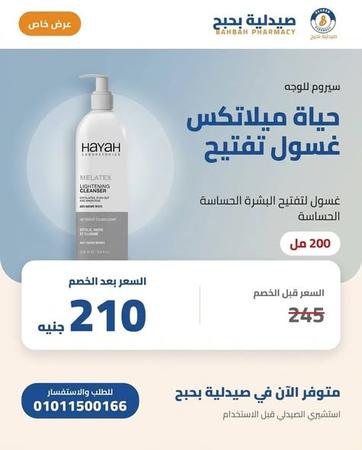 عرض خاص
صيدلية بحبح
BAHBAH PHARMACY
صيدلية بحبح
سيروم للوجه
حياة ميلاتكس
غسول تفتيح
غسول لتفتيح البشرة الحساسة
الحساسة
200 مل
HAYAH
LABORATORIES
MELATEX
LIGHTENING
CLEANSER
السعر قبل الخصم
245
السعر بعد الخصم
210 جنيه
متوفر الآن في صيدلية بحبح
استشيري الصيدلي قبل الاستخدام
للطلب والاستفسار
01011500166